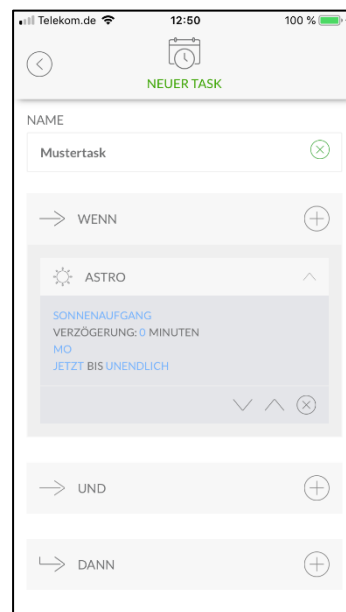 Telekom.de 12:50 100 %
NEUER TASK
NAME
Mustertask
WENN
ASTRO
SONNENAUFGANG
VERZÖGERUNG: 0 MINUTEN
MO
JETZT BIS UNENDLICH
UND
DANN